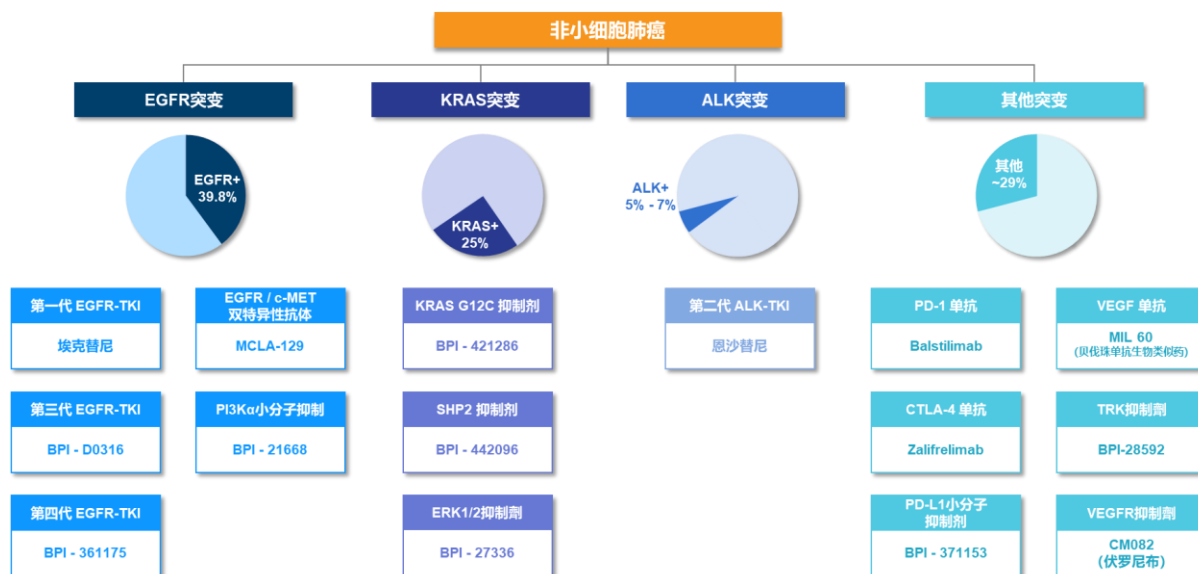 非小细胞肺癌
EGFR突变
KRAS突变
ALK突变
其他突变
EGFR+
39.8%
KRAS+
25%
ALK+
5% - 7%
其他
~29%
第一代 EGFR-TKI
埃克替尼
EGFR / c-MET
双特异性抗体
MCLA-129
第三代 EGFR-TKI
BPI - D0316
PI3Kα小分子抑制
BPI - 21668
第四代 EGFR-TKI
BPI - 361175
KRAS G12C 抑制剂
BPI - 421286
SHP2 抑制剂
BPI - 442096
ERK1/2抑制劑
BPI - 27336
第二代 ALK-TKI
恩沙替尼
PD-1 单抗
Balstilimab
VEGF 单抗
MIL 60
(贝伐珠单抗生物类似药)
CTLA-4 单抗
Zalifrelimab
TRK抑制劑
BPI-28592
PD-L1小分子
抑制剂
BPI - 371153
VEGFR抑制劑
CM082
(伏罗尼布)